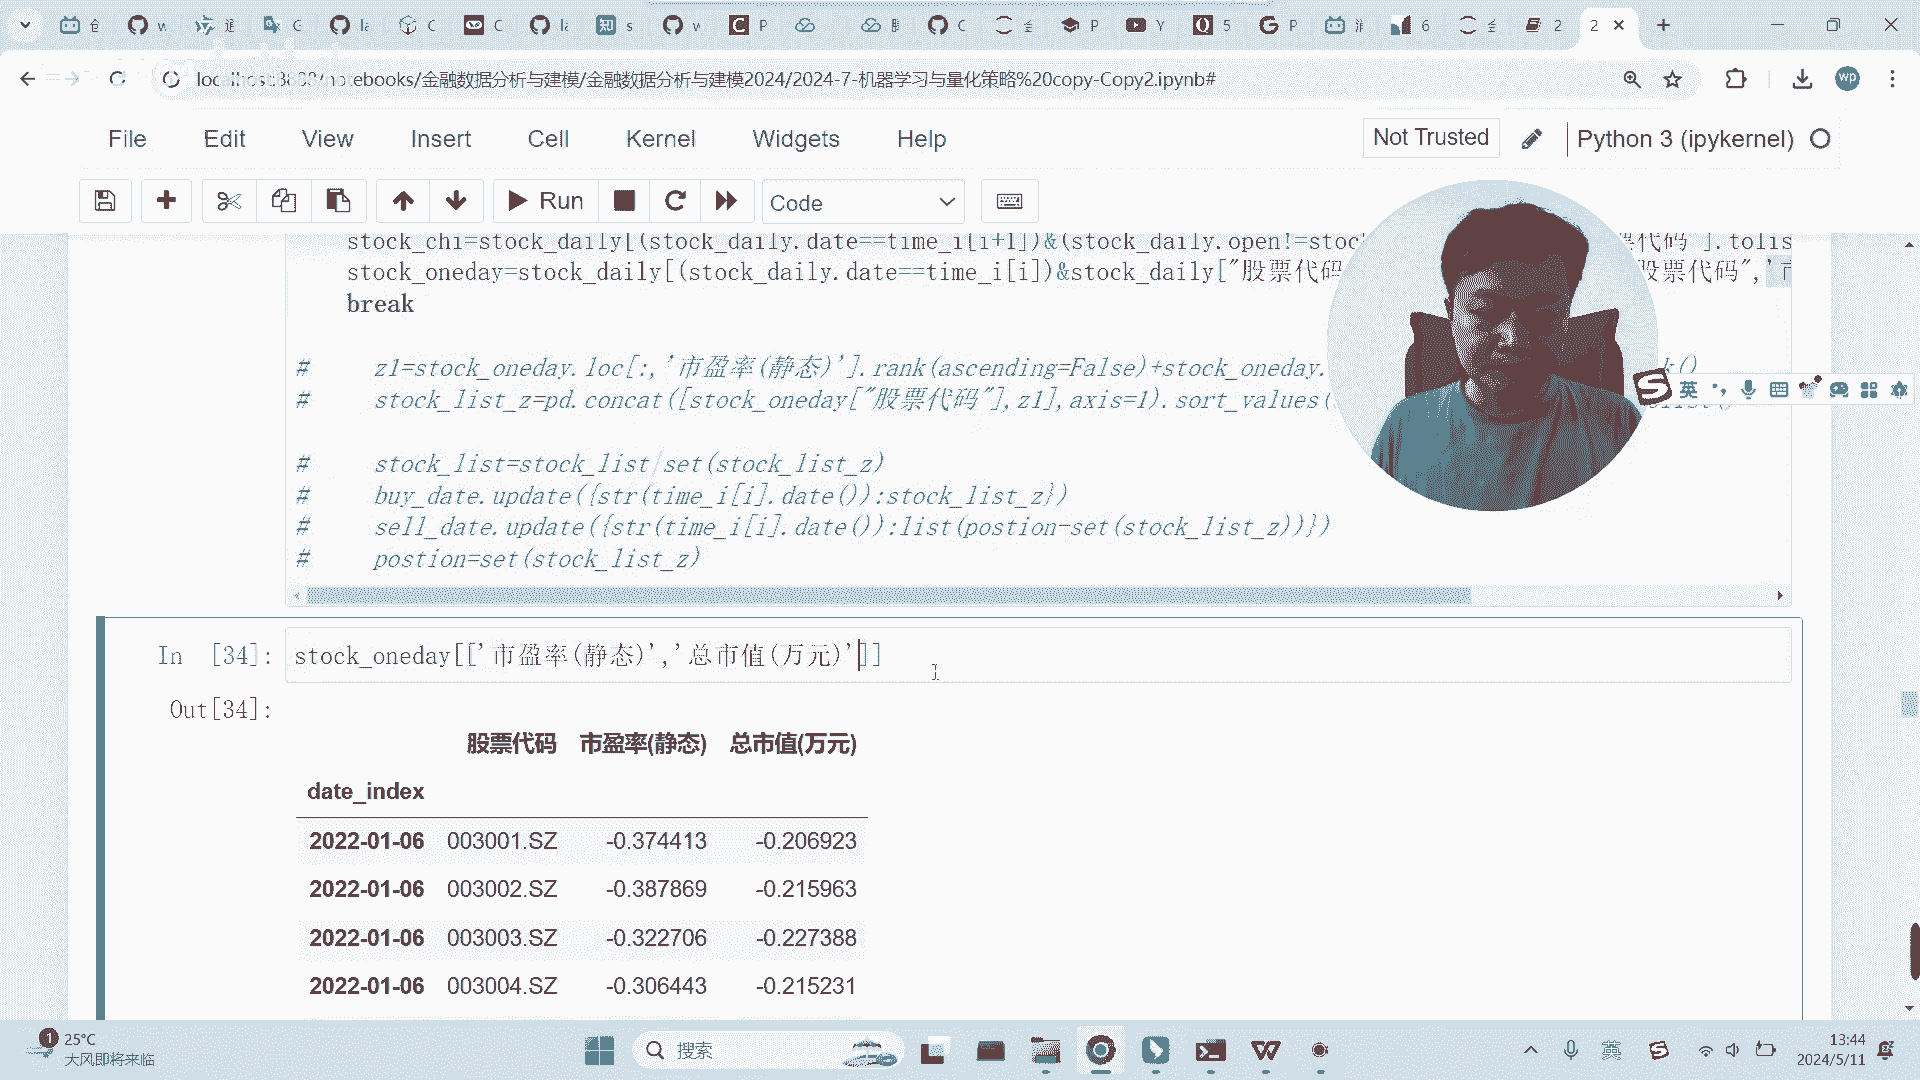 localhost:8888/notebooks/金融数据分析与建模/金融数据分析与建模2024/2024-7-机器学习与量化策略%20copy-Copy2.ipynb#
wp
File Edit View Insert Cell Kernel Widgets Help
Not Trusted
Python 3 (ipykernel)
Run
Code
stock_chi=stock_daily[(stock_daily.date==time_i[i+1])&(stock_daily.open!=stoc 票代码"].tolis
stock_oneday=stock_daily[(stock_daily.date==time_i[i])&stock_daily["股票代码 股票代码",'市
break
# z1=stock_oneday.loc[:,'市盈率(静态)'].rank(ascending=False)+stock_oneday.
# stock_list_z=pd.concat([stock_oneday["股票代码"],z1],axis=1).sort_values(
# stock_list=stock_list|set(stock_list_z)
# buy_date.update({str(time_i[i].date()):stock_list_z})
# sell_date.update({str(time_i[i].date()):list(postion-set(stock_list_z))})
# postion=set(stock_list_z)
英
In [34]: stock_oneday[['市盈率(静态)','总市值(万元)']]
Out[34]:
股票代码 市盈率(静态) 总市值(万元)
date_index
2022-01-06 003001.SZ -0.374413 -0.206923
2022-01-06 003002.SZ -0.387869 -0.215963
2022-01-06 003003.SZ -0.322706 -0.227388
2022-01-06 003004.SZ -0.306443 -0.215231
1 25°C
大风即将来临
搜索
英
13:44
2024/5/11